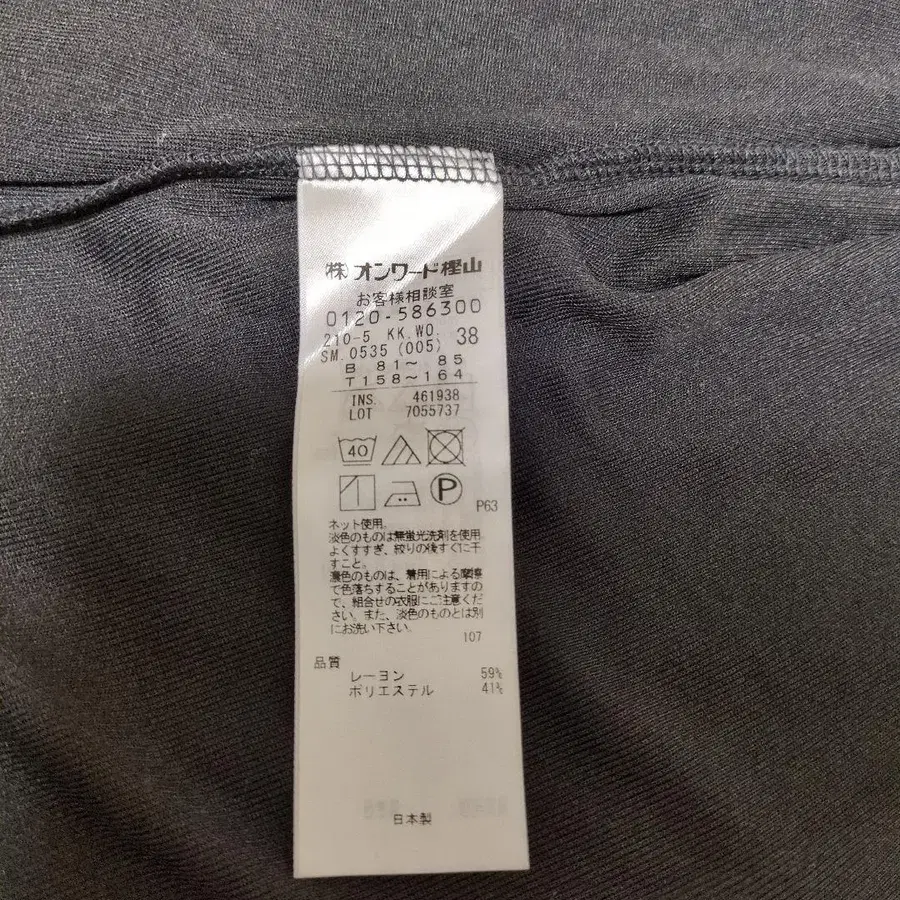 (株)オンワード樫山
お客様相談室
0120-586300
210-5 KK.WO. 38
SM.0535 (005)
B 81～ 85
T158～164
INS. 461938
LOT 7055737
40
P
P63
ネット使用。
淡色のものは無蛍光洗剤を使用
よくすすぎ、絞りの後すぐに干
すこと。
濃色のものは、着用による摩擦
で色落ちすることがありますの
で、組合せの衣服にご注意くだ
さい。また、淡色のものとは別
にお洗い下さい。
107
品質
レーヨン 59%
ポリエステル 41%
日本製